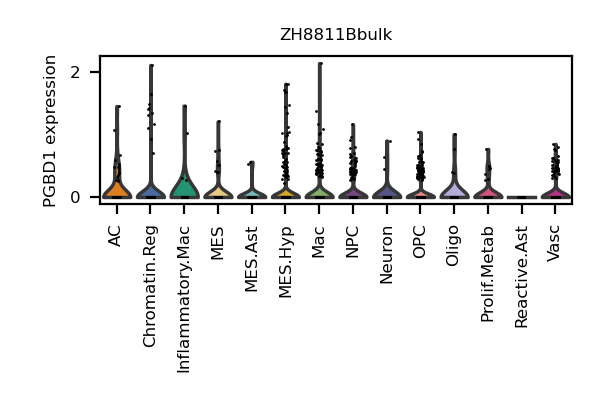 ZH8811Bbulk
PGBD1 expression
2
0
AC
Chromatin.Reg
Inflammatory.Mac
MES
MES.Ast
MES.Hyp
Mac
NPC
Neuron
OPC
Oligo
Prolif.Metab
Reactive.Ast
Vasc